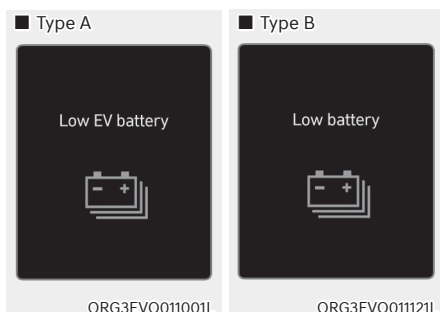 ■ Type A
Low EV battery
- +
ORG3EVQ011001L
■ Type B
Low battery
- +
ORG3EVQ011121L